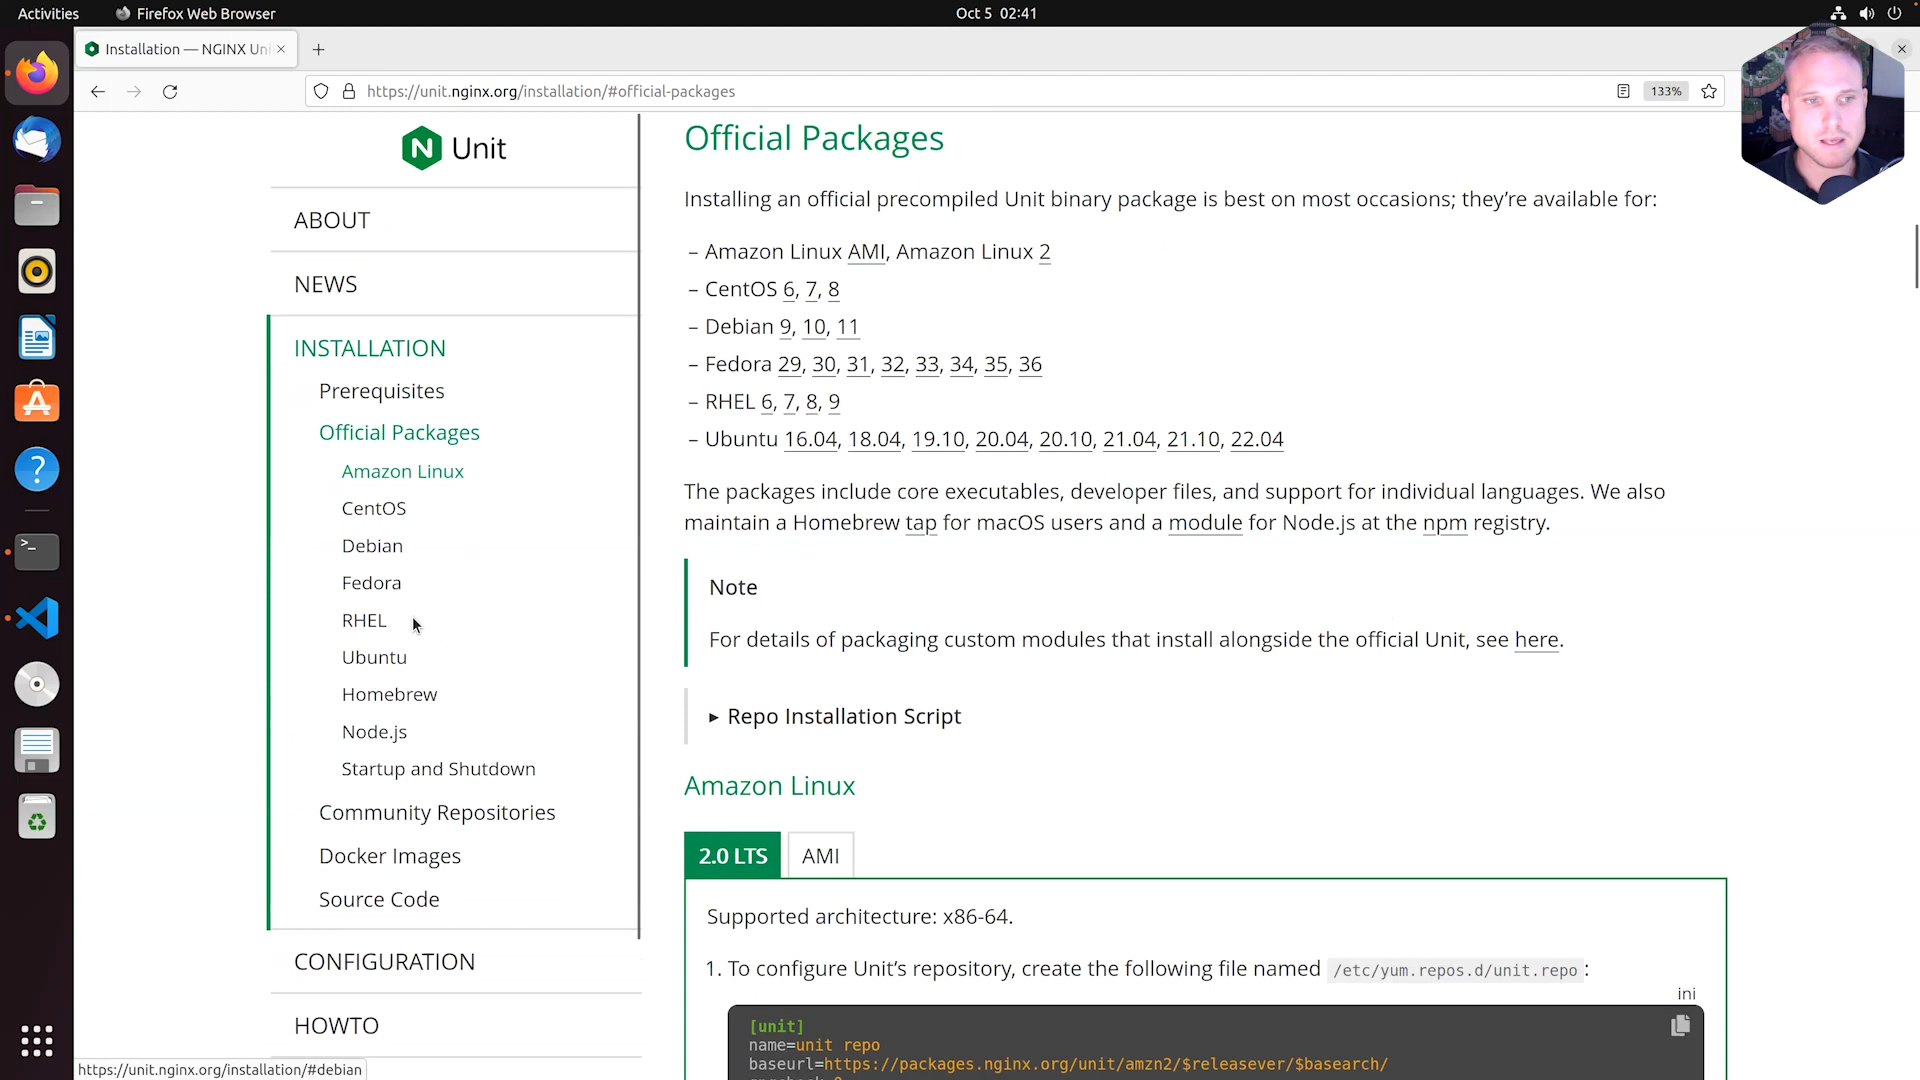 Activities
Firefox Web Browser
Oct 5 02:41
Installation — NGINX Uni
https://unit.nginx.org/installation/#official-packages
133%
N Unit
ABOUT
NEWS
INSTALLATION
Prerequisites
Official Packages
Amazon Linux
CentOS
Debian
Fedora
RHEL
Ubuntu
Homebrew
Node.js
Startup and Shutdown
Community Repositories
Docker Images
Source Code
CONFIGURATION
HOWTO
https://unit.nginx.org/installation/#debian
Official Packages
Installing an official precompiled Unit binary package is best on most occasions; they’re available for:
– Amazon Linux AMI, Amazon Linux 2
– CentOS 6, 7, 8
– Debian 9, 10, 11
– Fedora 29, 30, 31, 32, 33, 34, 35, 36
– RHEL 6, 7, 8, 9
– Ubuntu 16.04, 18.04, 19.10, 20.04, 20.10, 21.04, 21.10, 22.04
The packages include core executables, developer files, and support for individual languages. We also
maintain a Homebrew tap for macOS users and a module for Node.js at the npm registry.
Note
For details of packaging custom modules that install alongside the official Unit, see here.
▸ Repo Installation Script
Amazon Linux
2.0 LTS
AMI
Supported architecture: x86-64.
1. To configure Unit’s repository, create the following file named /etc/yum.repos.d/unit.repo :
ini
[unit]
name=unit repo
baseurl=https://packages.nginx.org/unit/amzn2/$releasever/$basearch/